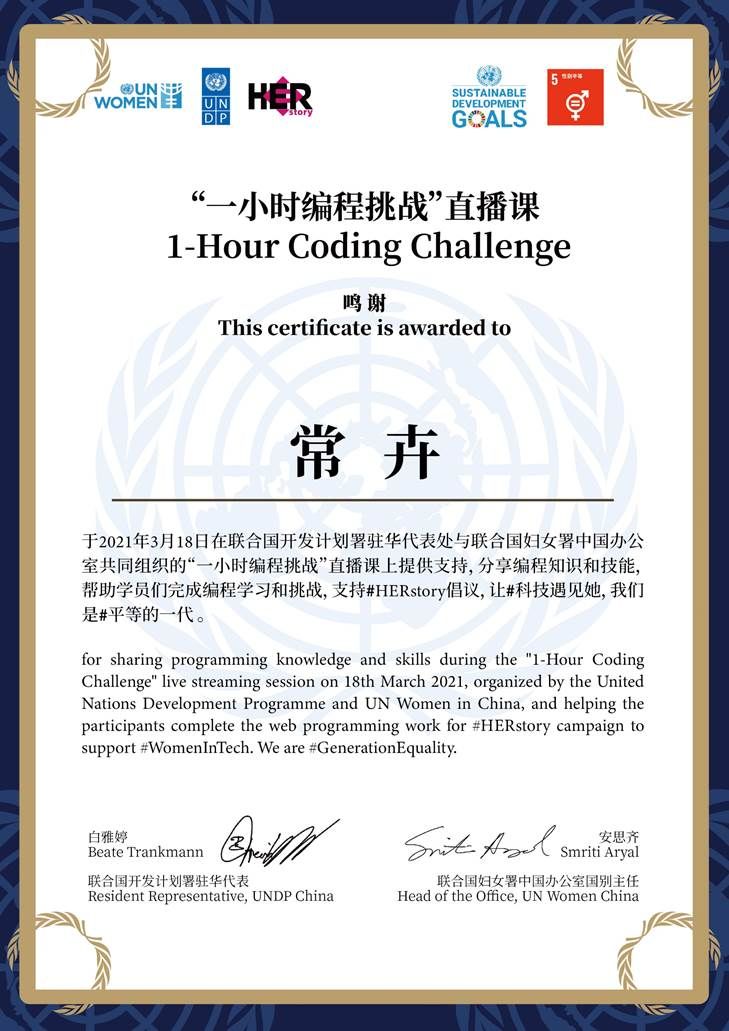 UN
WOMEN
UN
DP
HER
story
SUSTAINABLE
DEVELOPMENT
GOALS
5 性别平等
“一小时编程挑战”直播课
1-Hour Coding Challenge
鸣 谢
This certificate is awarded to
常 卉
于2021年3月18日在联合国开发计划署驻华代表处与联合国妇女署中国办公
室共同组织的“一小时编程挑战”直播课上提供支持, 分享编程知识和技能,
帮助学员们完成编程学习和挑战, 支持#HERstory倡议, 让#科技遇见她, 我们
是#平等的一代。
for sharing programming knowledge and skills during the "1-Hour Coding
Challenge" live streaming session on 18th March 2021, organized by the United
Nations Development Programme and UN Women in China, and helping the
participants complete the web programming work for #HERstory campaign to
support #WomenInTech. We are #GenerationEquality.
白雅婷
Beate Trankmann
联合国开发计划署驻华代表
Resident Representative, UNDP China
Smriti Aryal
安思齐
Smriti Aryal
联合国妇女署中国办公室国别主任
Head of the Office, UN Women China